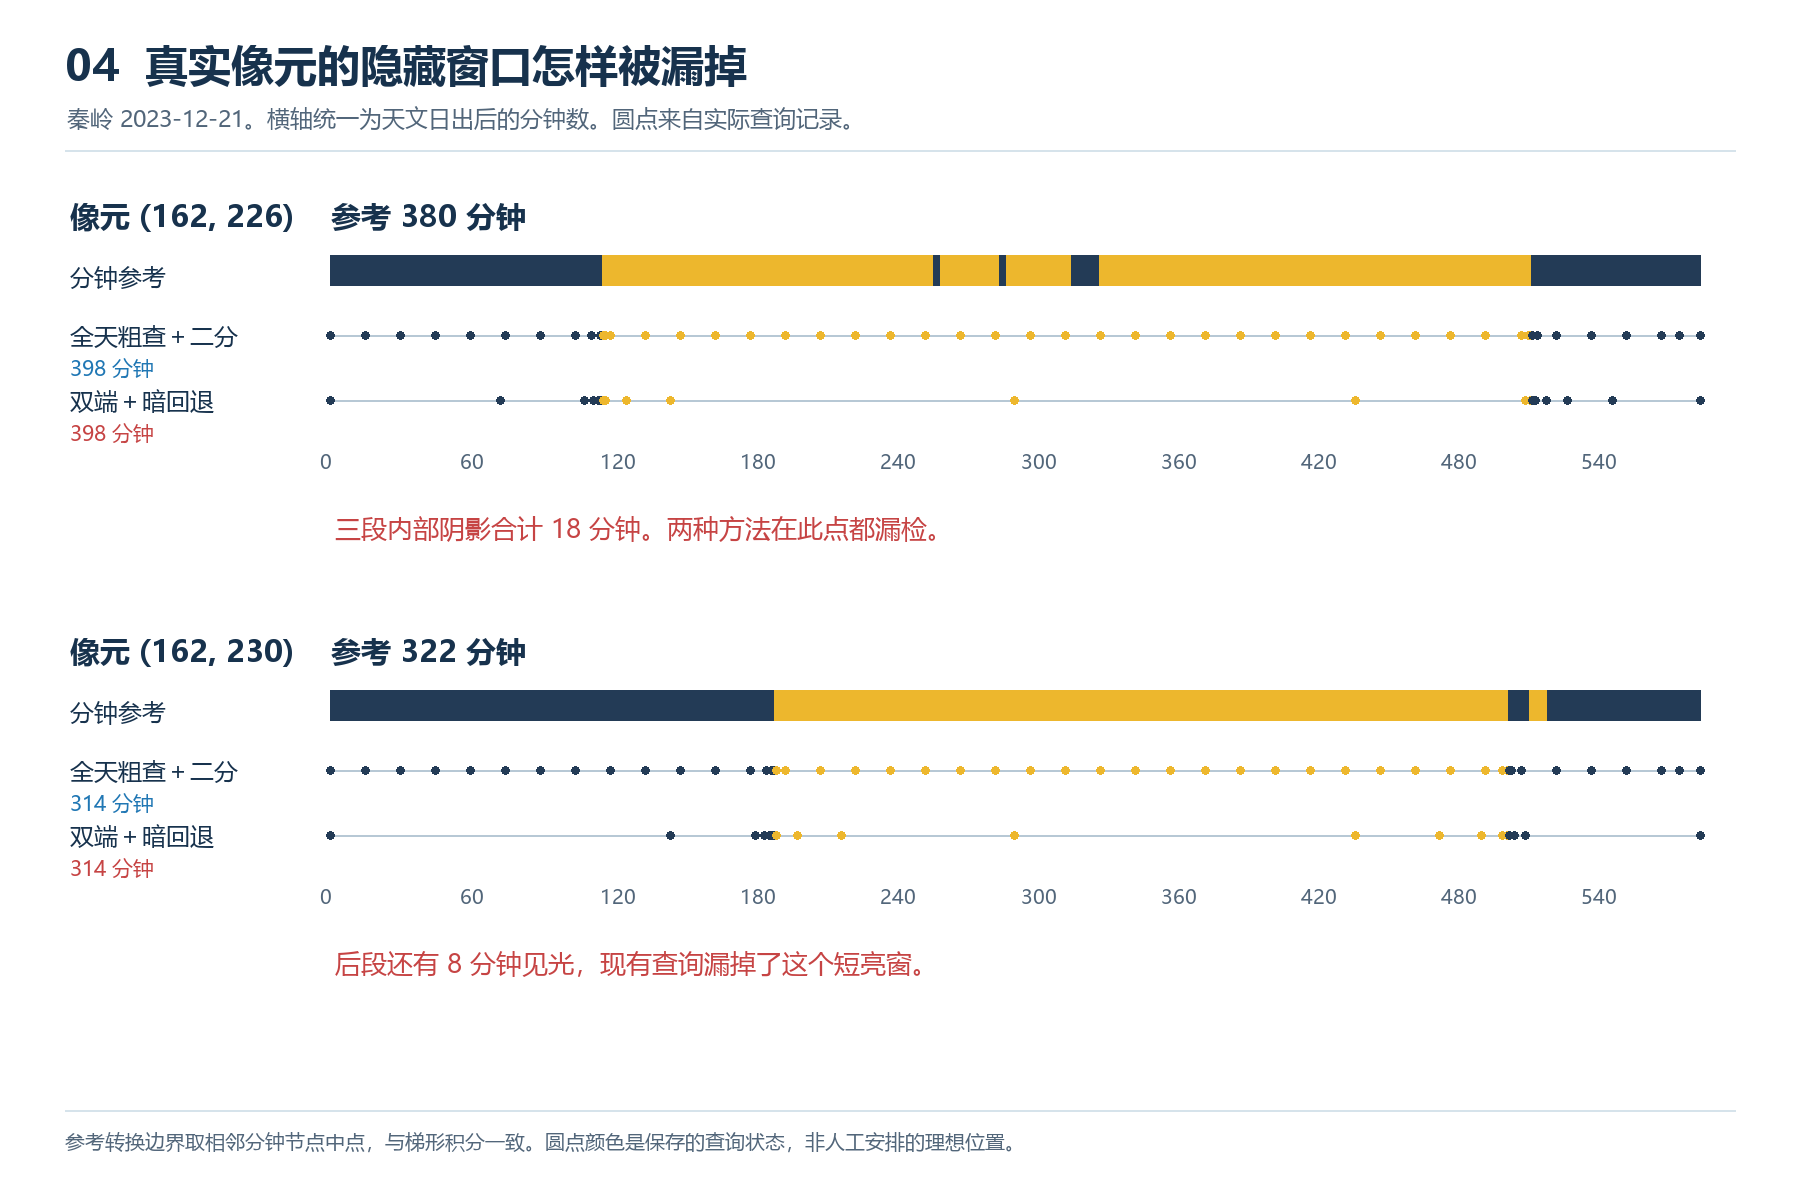 04 真实像元的隐藏窗口怎样被漏掉
秦岭 2023-12-21。横轴统一为天文日出后的分钟数。圆点来自实际查询记录。
像元 (162, 226) 参考 380 分钟
分钟参考
全天粗查 + 二分
398 分钟
双端 + 暗回退
398 分钟
0 60 120 180 240 300 360 420 480 540
三段内部阴影合计 18 分钟。两种方法在此点都漏检。
像元 (162, 230) 参考 322 分钟
分钟参考
全天粗查 + 二分
314 分钟
双端 + 暗回退
314 分钟
0 60 120 180 240 300 360 420 480 540
后段还有 8 分钟见光，现有查询漏掉了这个短亮窗。
参考转换边界取相邻分钟节点中点，与梯形积分一致。圆点颜色是保存的查询状态，非人工安排的理想位置。